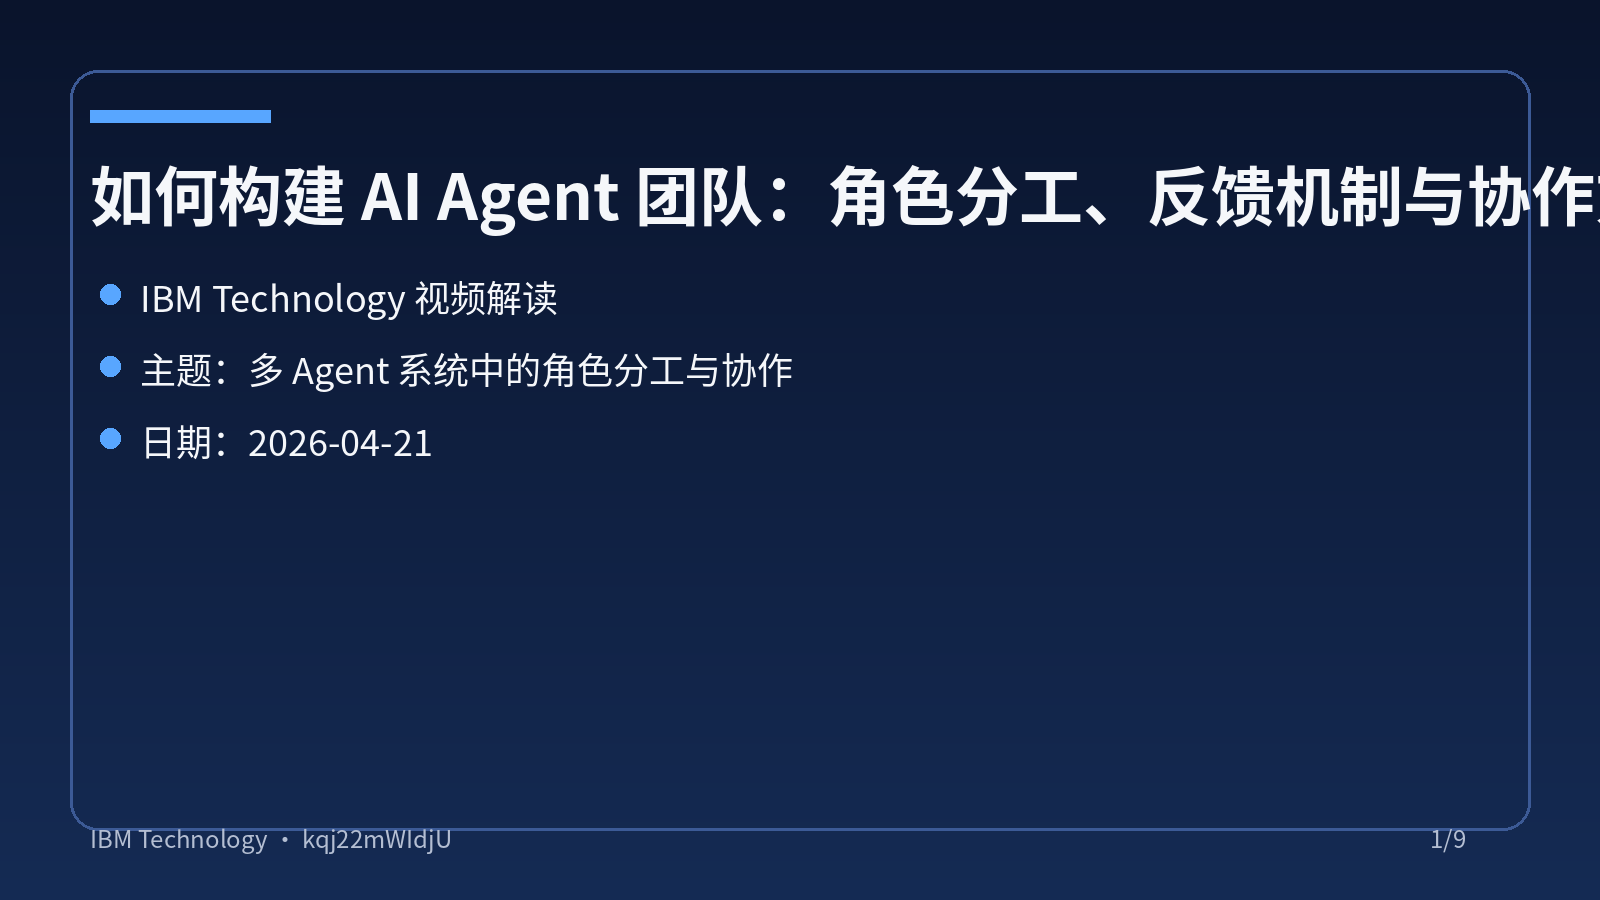 如何构建 AI Agent 团队：角色分工、反馈机制与协作
IBM Technology 视频解读
主题：多 Agent 系统中的角色分工与协作
日期：2026-04-21
IBM Technology · kqj22mWIdjU
1/9